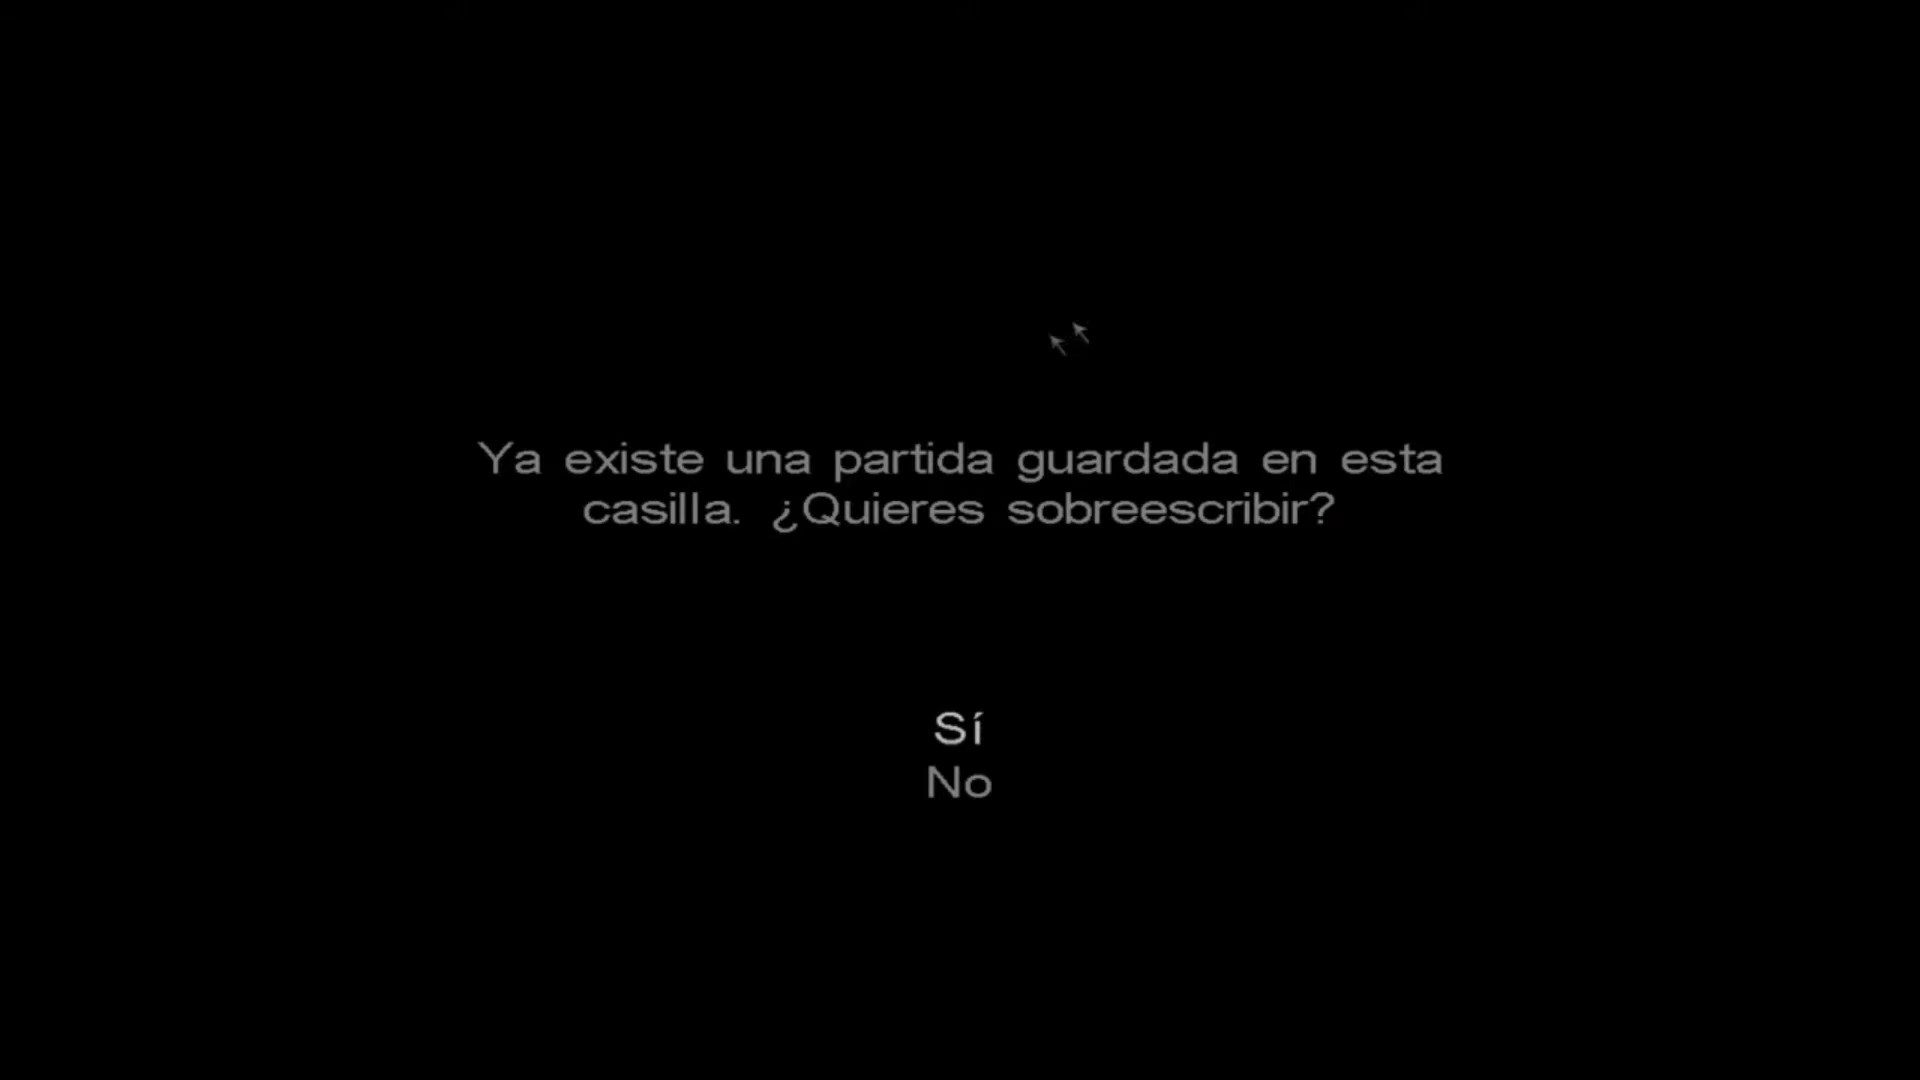 Ya existe una partida guardada en esta
casilla. ¿Quieres sobreescribir?
Sí
No